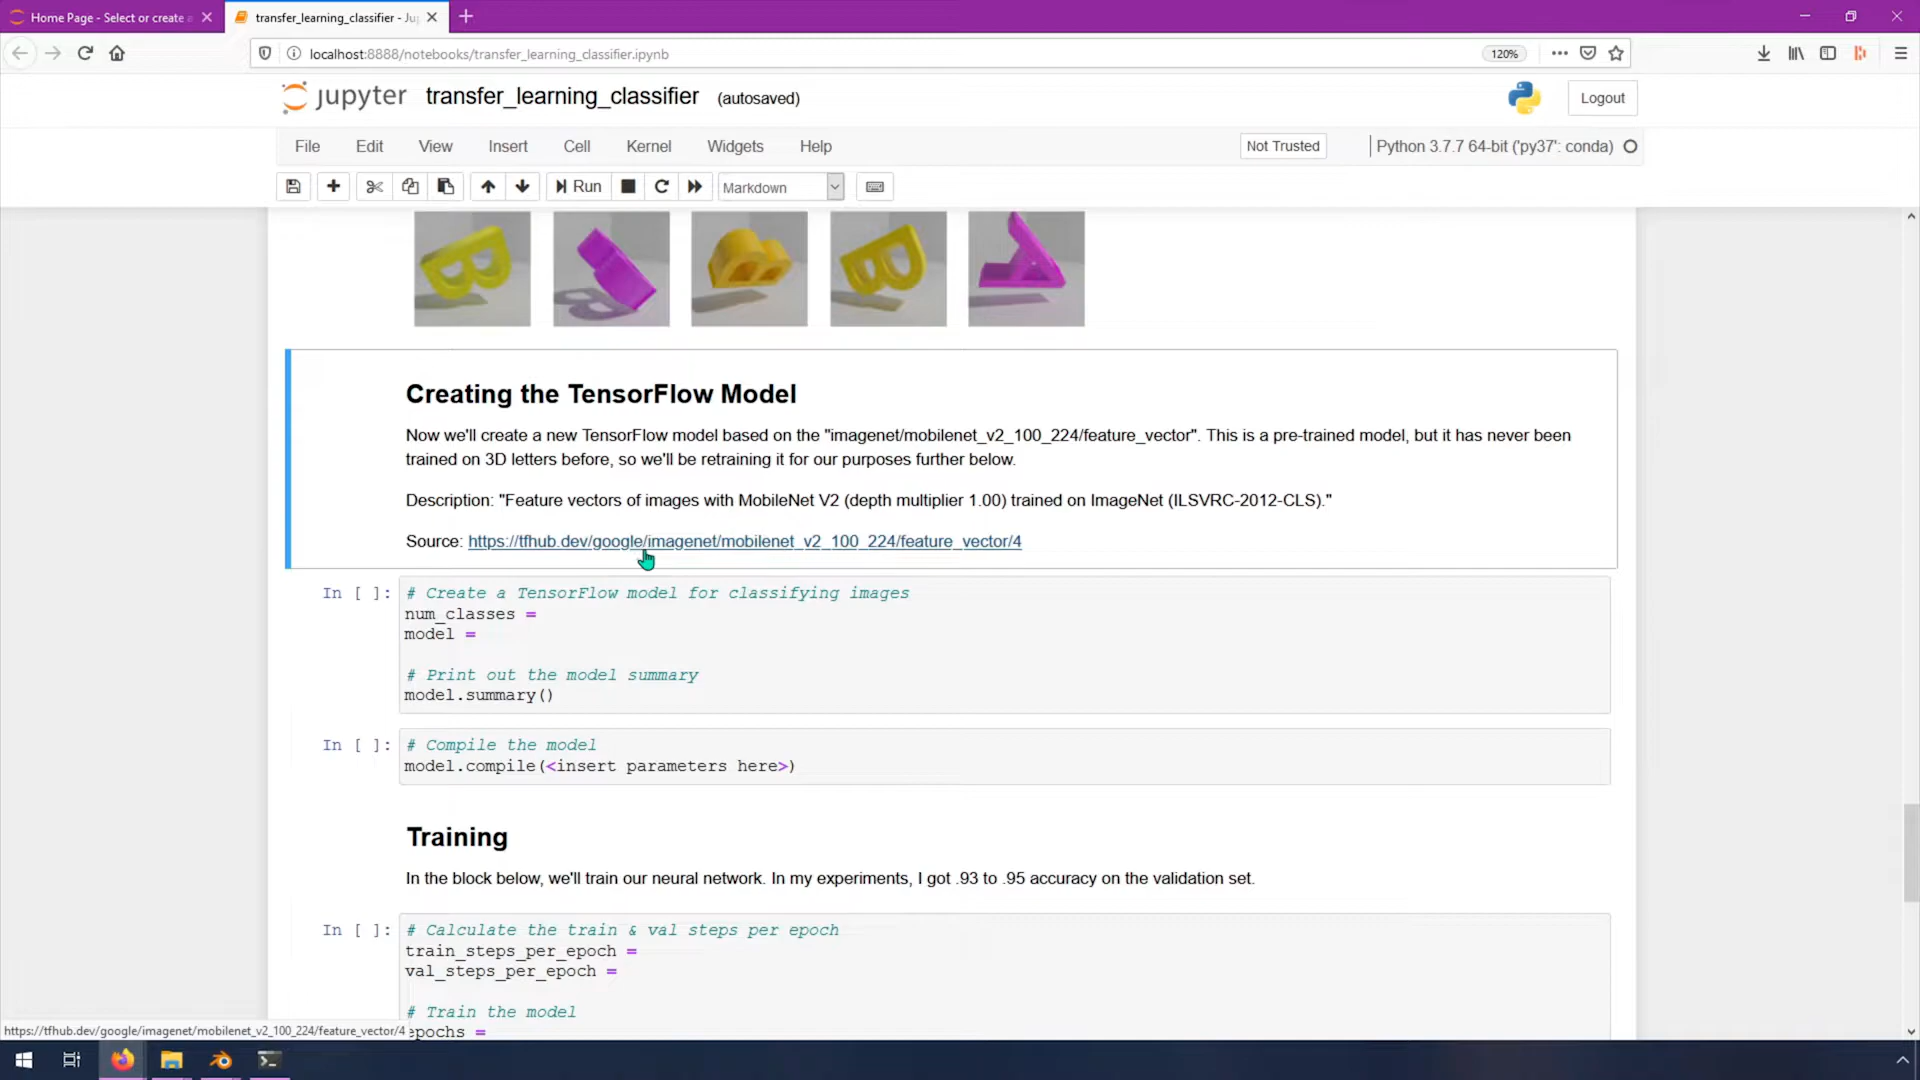 Home Page - Select or create a
transfer_learning_classifier - Ju
localhost:8888/notebooks/transfer_learning_classifier.ipynb
120%
jupyter
transfer_learning_classifier (autosaved)
Logout
File Edit View Insert Cell Kernel Widgets Help
Not Trusted
Python 3.7.7 64-bit ('py37': conda)
Run
Markdown
Creating the TensorFlow Model
Now we'll create a new TensorFlow model based on the "imagenet/mobilenet_v2_100_224/feature_vector". This is a pre-trained model, but it has never been
trained on 3D letters before, so we'll be retraining it for our purposes further below.
Description: "Feature vectors of images with MobileNet V2 (depth multiplier 1.00) trained on ImageNet (ILSVRC-2012-CLS)."
Source: https://tfhub.dev/google/imagenet/mobilenet_v2_100_224/feature_vector/4
In [ ]:
# Create a TensorFlow model for classifying images
num_classes =
model =
# Print out the model summary
model.summary()
In [ ]:
# Compile the model
model.compile(<insert parameters here>)
Training
In the block below, we'll train our neural network. In my experiments, I got .93 to .95 accuracy on the validation set.
In [ ]:
# Calculate the train & val steps per epoch
train_steps_per_epoch =
val_steps_per_epoch =
# Train the model
epochs =
https://tfhub.dev/google/imagenet/mobilenet_v2_100_224/feature_vector/4